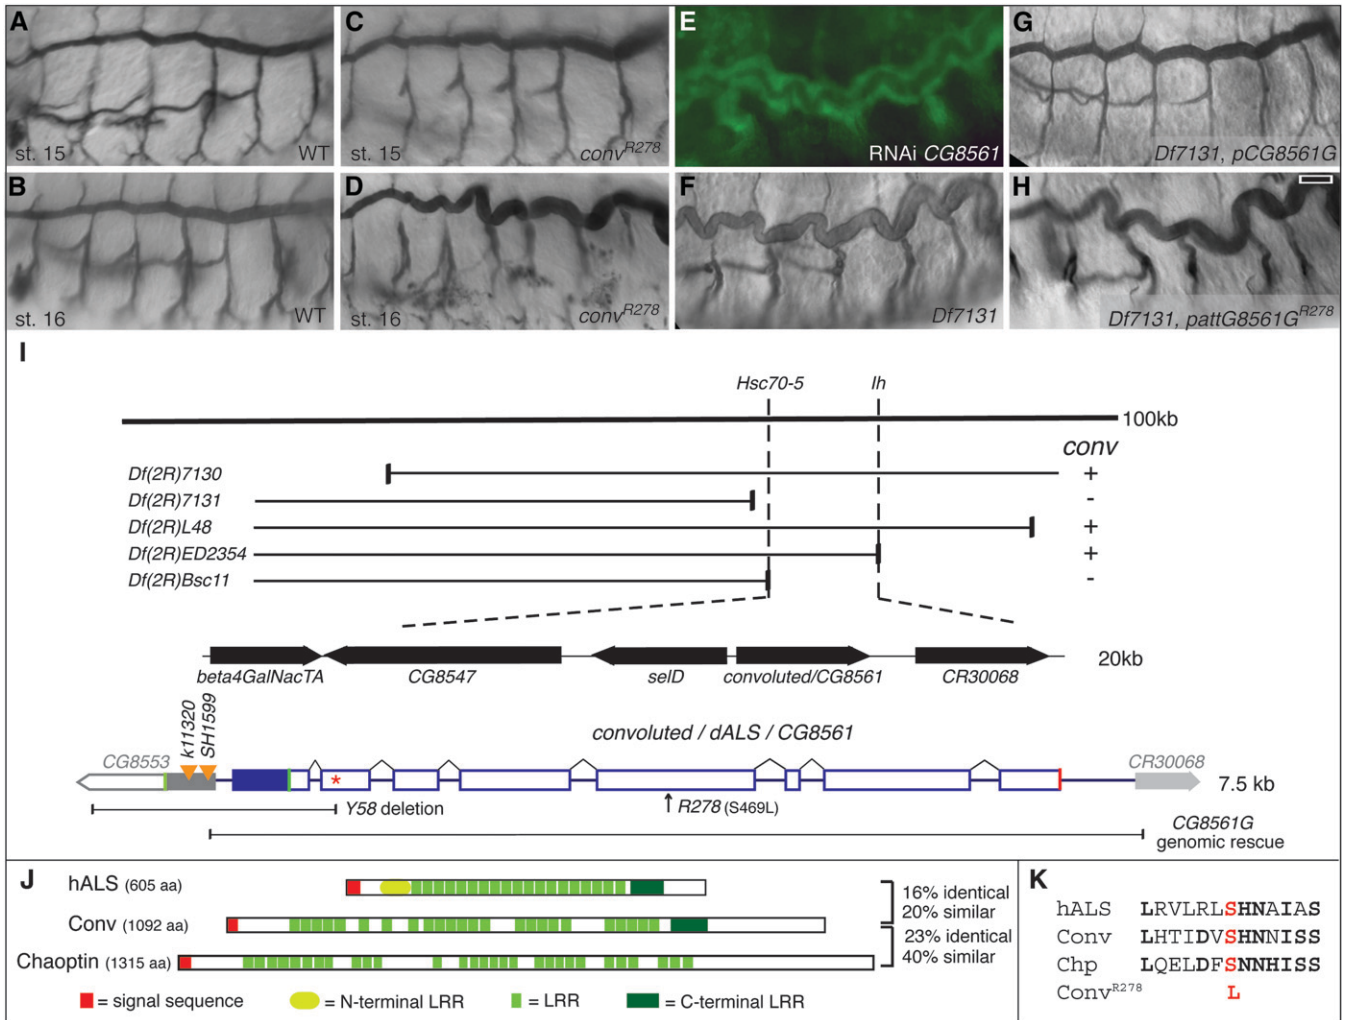 A
st. 15
WT
B
st. 16
WT
C
st. 15
conv^R278
D
st. 16
conv^R278
E
RNAi CG8561
F
Df7131
G
Df7131, pCG8561G
H
Df7131, pattG8561G^R278
I
Hsc70-5 Ih
100kb
conv
Df(2R)7130 +
Df(2R)7131 -
Df(2R)L48 +
Df(2R)ED2354 +
Df(2R)Bsc11 -
20kb
beta4GalNacTA CG8547 selD convoluted/CG8561 CR30068
k11320
SH1599
convoluted / dALS / CG8561
CG8553 CR30068
*
7.5 kb
Y58 deletion
R278 (S469L)
CG8561G
genomic rescue
J
hALS (605 aa)
16% identical
20% similar
Conv (1092 aa)
23% identical
40% similar
Chaoptin (1315 aa)
= signal sequence = N-terminal LRR = LRR = C-terminal LRR
K
hALS LRVLRLSHNAIAS
Conv LHTIDVSHNNISS
Chp LQELDFSNNHISS
Conv^R278 L